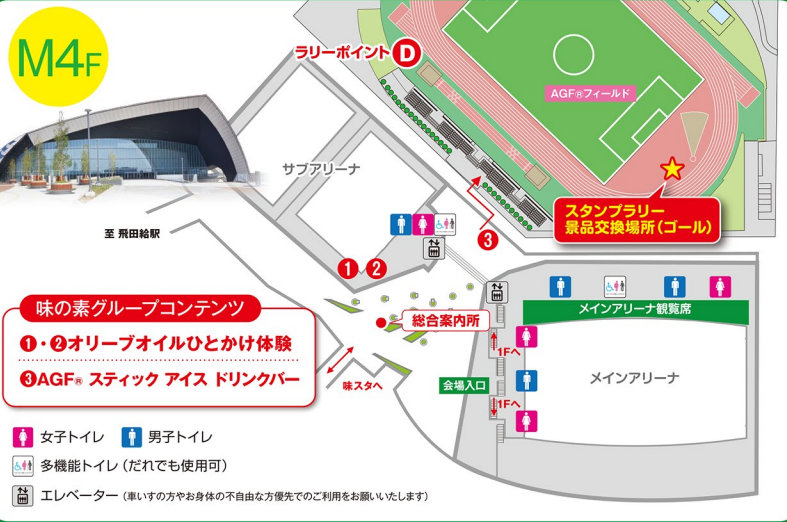 M4F
ラリーポイント D
AGF®フィールド
サブアリーナ
スタンプラリー
景品交換場所(ゴール)
至 飛田給駅
3
1 2
味の素グループコンテンツ
❶・❷オリーブオイルひとかけ体験
❸AGF® スティック アイス ドリンクバー
総合案内所
メインアリーナ観覧席
1Fへ
味スタへ
会場入口
メインアリーナ
1Fへ
女子トイレ 男子トイレ
多機能トイレ(だれでも使用可)
エレベーター(車いすの方やお身体の不自由な方優先でのご利用をお願いいたします)